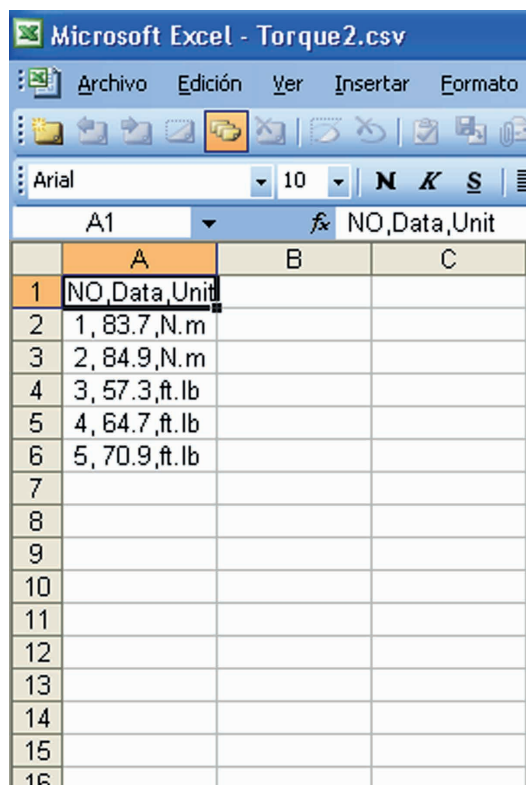 Microsoft Excel - Torque2.csv
Archivo Edición Ver Insertar Formato
Arial 10 N K S
A1 fx NO,Data,Unit
A B C
1 NO,Data,Unit
2 1, 83.7,N.m
3 2, 84.9,N.m
4 3, 57.3,ft.lb
5 4, 64.7,ft.lb
6 5, 70.9,ft.lb
7
8
9
10
11
12
13
14
15
16